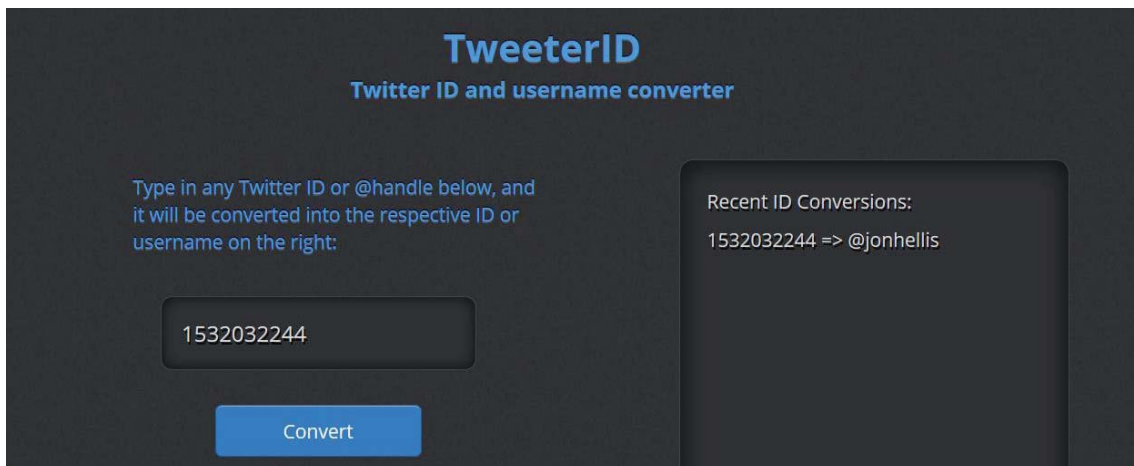 TweeterID
Twitter ID and username converter
Type in any Twitter ID or @handle below, and
it will be converted into the respective ID or
username on the right:
1532032244
Convert
Recent ID Conversions:
1532032244 => @jonhellis